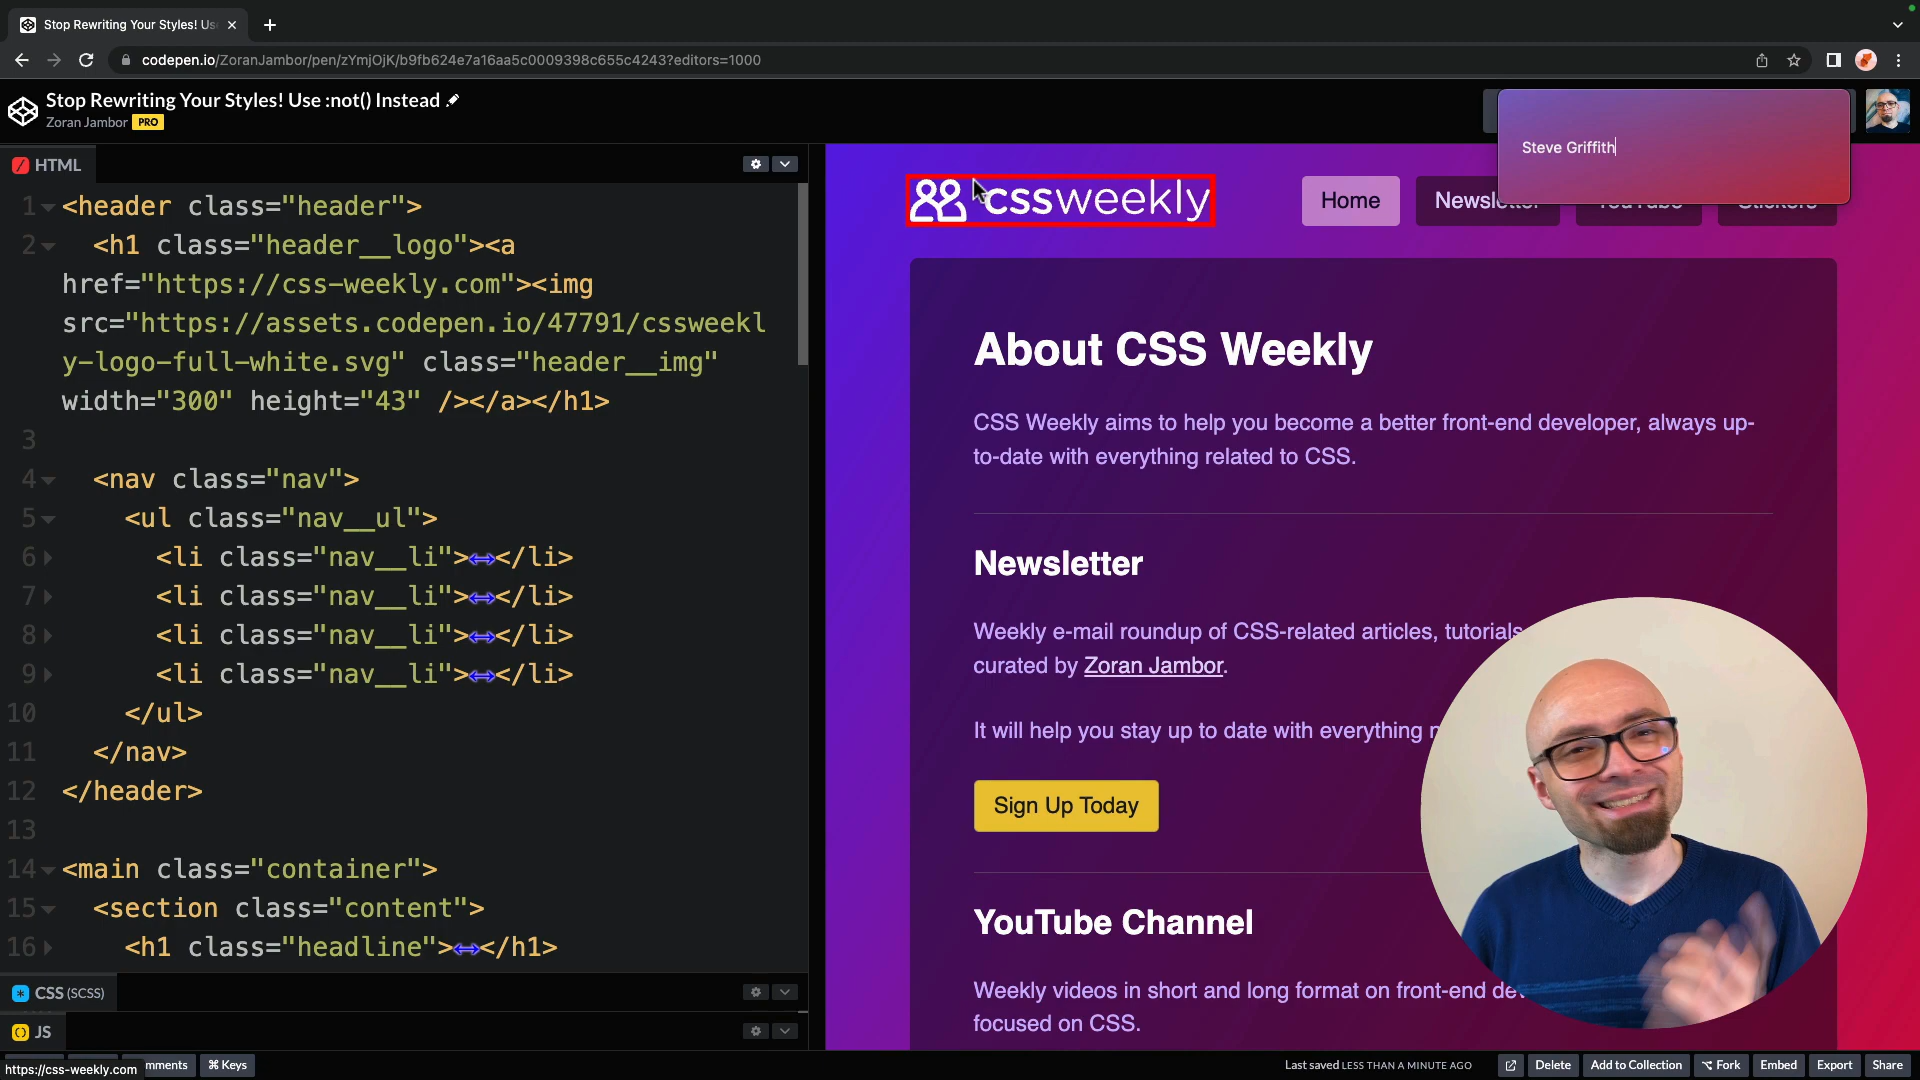 Stop Rewriting Your Styles! Us
codepen.io/ZoranJambor/pen/zYmjOjK/b9fb624e7a16aa5c0009398c655c4243?editors=1000
Stop Rewriting Your Styles! Use :not() Instead
Zoran Jambor PRO
Steve Griffith
HTML
1 <header class="header">
2 <h1 class="header__logo"><a
href="https://css-weekly.com"><img
src="https://assets.codepen.io/47791/cssweekl
y-logo-full-white.svg" class="header__img"
width="300" height="43" /></a></h1>
3
4 <nav class="nav">
5 <ul class="nav__ul">
6 <li class="nav__li">↔</li>
7 <li class="nav__li">↔</li>
8 <li class="nav__li">↔</li>
9 <li class="nav__li">↔</li>
10 </ul>
11 </nav>
12 </header>
13
14 <main class="container">
15 <section class="content">
16 <h1 class="headline">↔</h1>
CSS (SCSS)
JS
cssweekly
Home Newsletter YouTube Stickers
About CSS Weekly
CSS Weekly aims to help you become a better front-end developer, always up-
to-date with everything related to CSS.
Newsletter
Weekly e-mail roundup of CSS-related articles, tutorials
curated by Zoran Jambor.
It will help you stay up to date with everything
Sign Up Today
YouTube Channel
Weekly videos in short and long format on front-end
focused on CSS.
https://css-weekly.com mments ⌘ Keys
Last saved LESS THAN A MINUTE AGO Delete Add to Collection Fork Embed Export Share